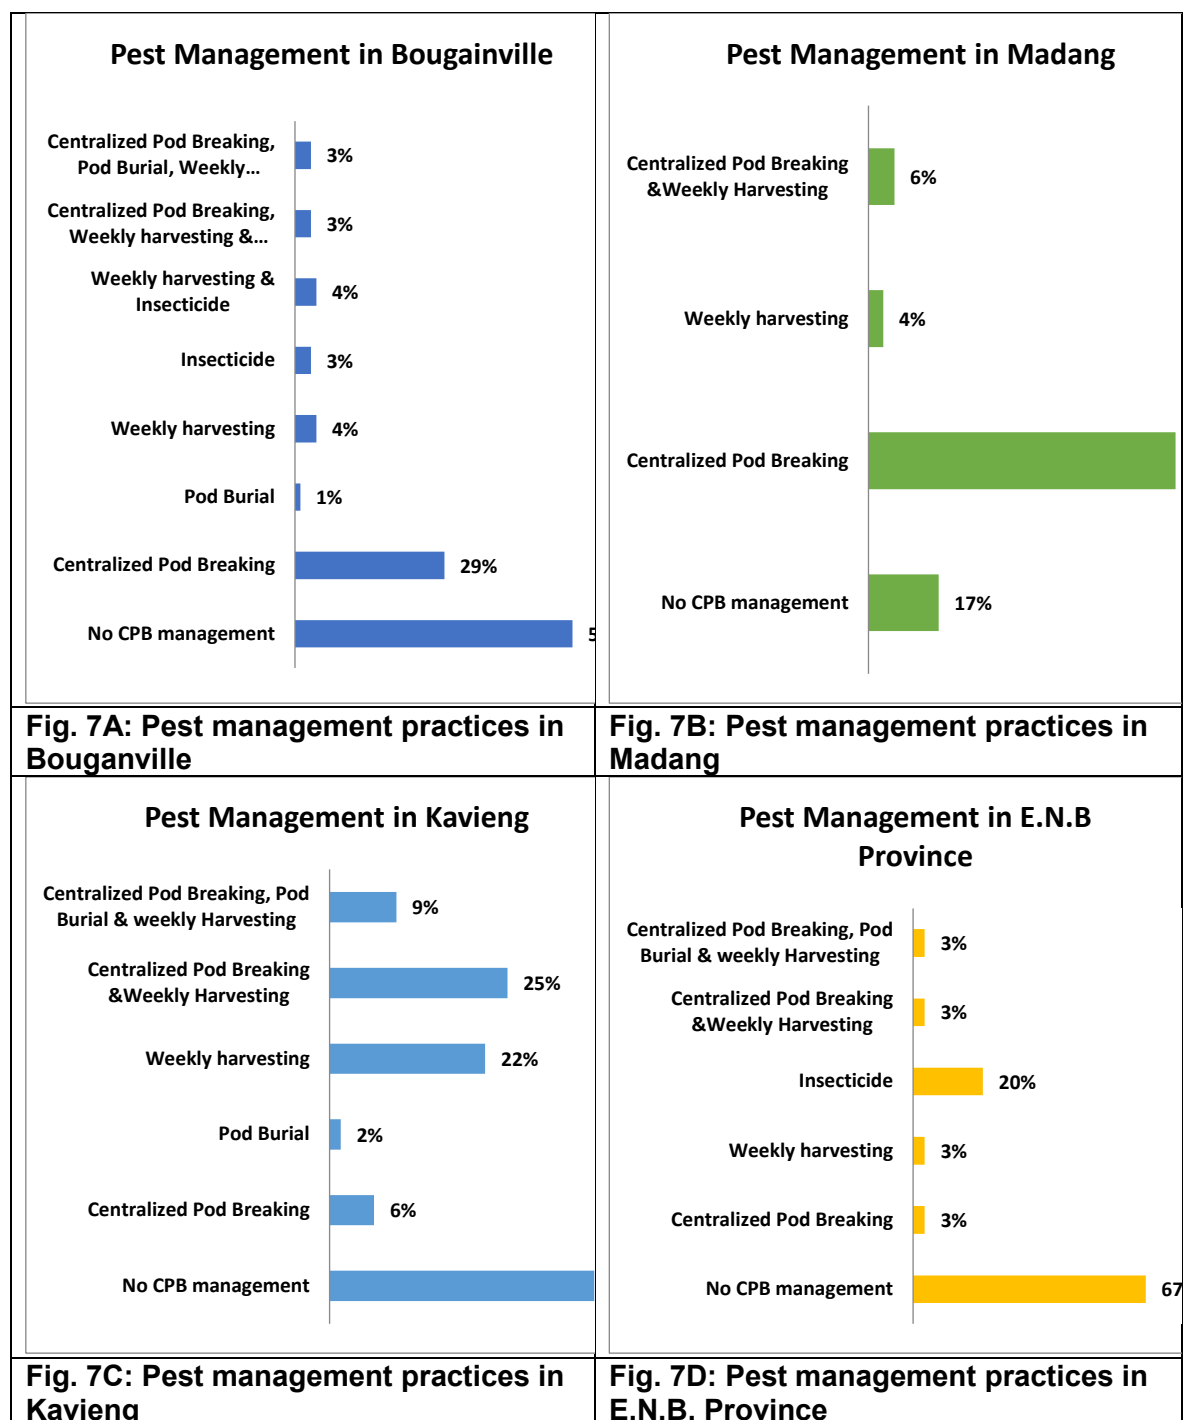 Pest Management in Bougainville
Centralized Pod Breaking,
Pod Burial, Weekly...
3%
Centralized Pod Breaking,
Weekly harvesting &...
3%
Weekly harvesting &
Insecticide
4%
Insecticide
3%
Weekly harvesting
4%
Pod Burial
1%
Centralized Pod Breaking
29%
No CPB management
Fig. 7A: Pest management practices in
Bouganville
Pest Management in Madang
Centralized Pod Breaking
&Weekly Harvesting
6%
Weekly harvesting
4%
Centralized Pod Breaking
No CPB management
17%
Fig. 7B: Pest management practices in
Madang
Pest Management in Kavieng
Centralized Pod Breaking, Pod
Burial & weekly Harvesting
9%
Centralized Pod Breaking
&Weekly Harvesting
25%
Weekly harvesting
22%
Pod Burial
2%
Centralized Pod Breaking
6%
No CPB management
Fig. 7C: Pest management practices in
Kavieng
Pest Management in E.N.B
Province
Centralized Pod Breaking, Pod
Burial & weekly Harvesting
3%
Centralized Pod Breaking
&Weekly Harvesting
3%
Insecticide
20%
Weekly harvesting
3%
Centralized Pod Breaking
3%
No CPB management
67
Fig. 7D: Pest management practices in
E.N.B. Province